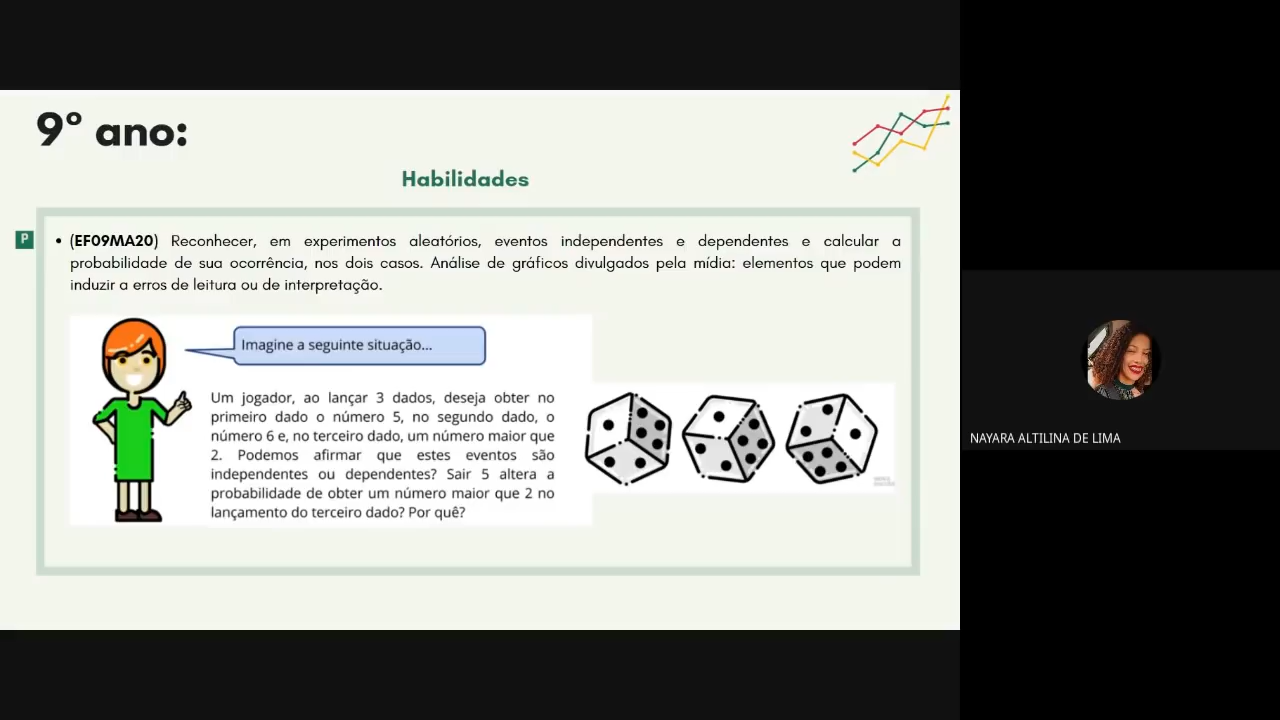 9º ano:
Habilidades
P
• (EF09MA20) Reconhecer, em experimentos aleatórios, eventos independentes e dependentes e calcular a
probabilidade de sua ocorrência, nos dois casos. Análise de gráficos divulgados pela mídia: elementos que podem
induzir a erros de leitura ou de interpretação.
Imagine a seguinte situação...
Um jogador, ao lançar 3 dados, deseja obter no
primeiro dado o número 5, no segundo dado, o
número 6 e, no terceiro dado, um número maior que
2. Podemos afirmar que estes eventos são
independentes ou dependentes? Sair 5 altera a
probabilidade de obter um número maior que 2 no
lançamento do terceiro dado? Por quê?
NAYARA ALTILINA DE LIMA